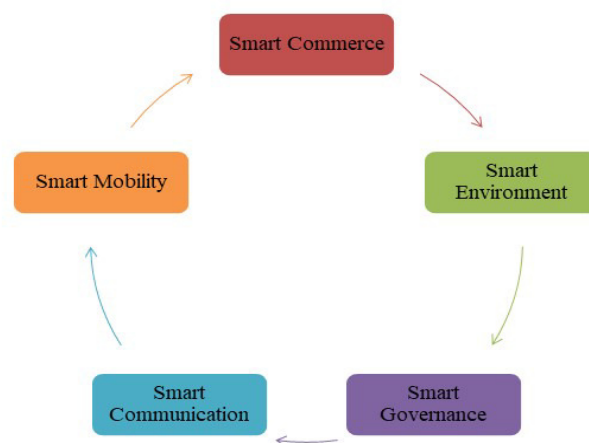 Smart Commerce
Smart Mobility
Smart
Environment
Smart
Communication
Smart
Governance